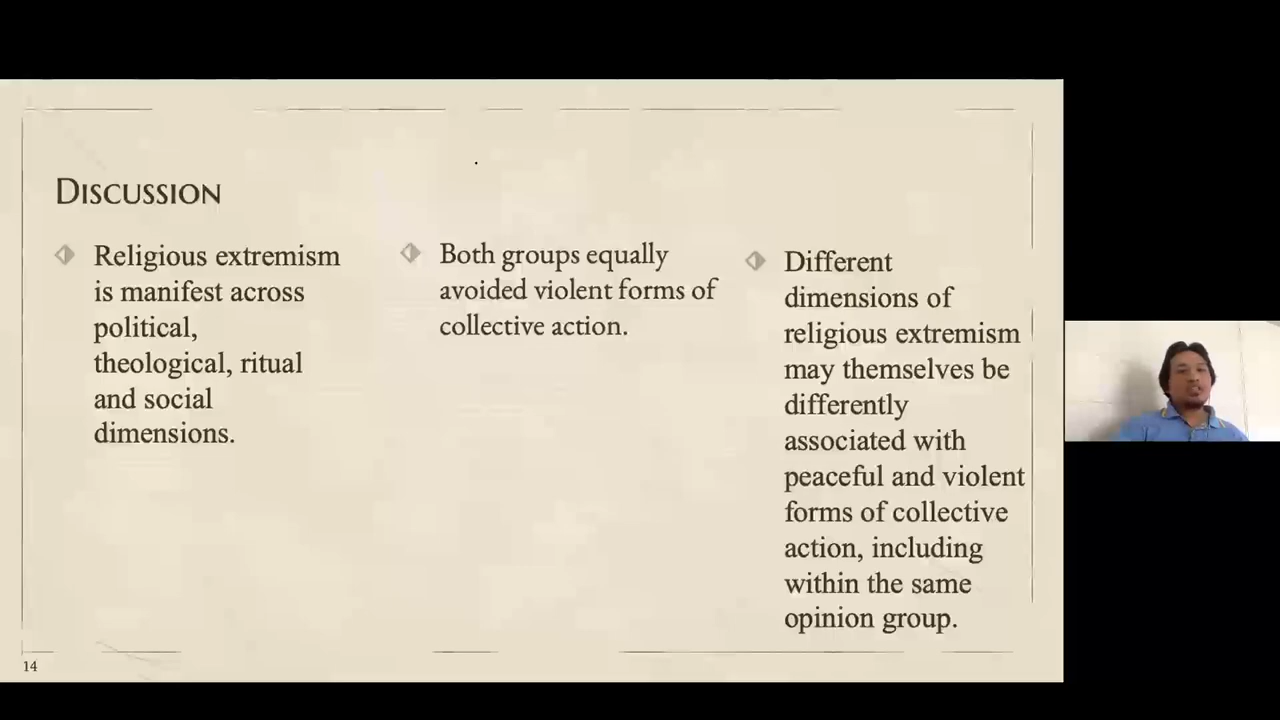 Discussion
Religious extremism
is manifest across
political,
theological, ritual
and social
dimensions.
Both groups equally
avoided violent forms of
collective action.
Different
dimensions of
religious extremism
may themselves be
differently
associated with
peaceful and violent
forms of collective
action, including
within the same
opinion group.
14